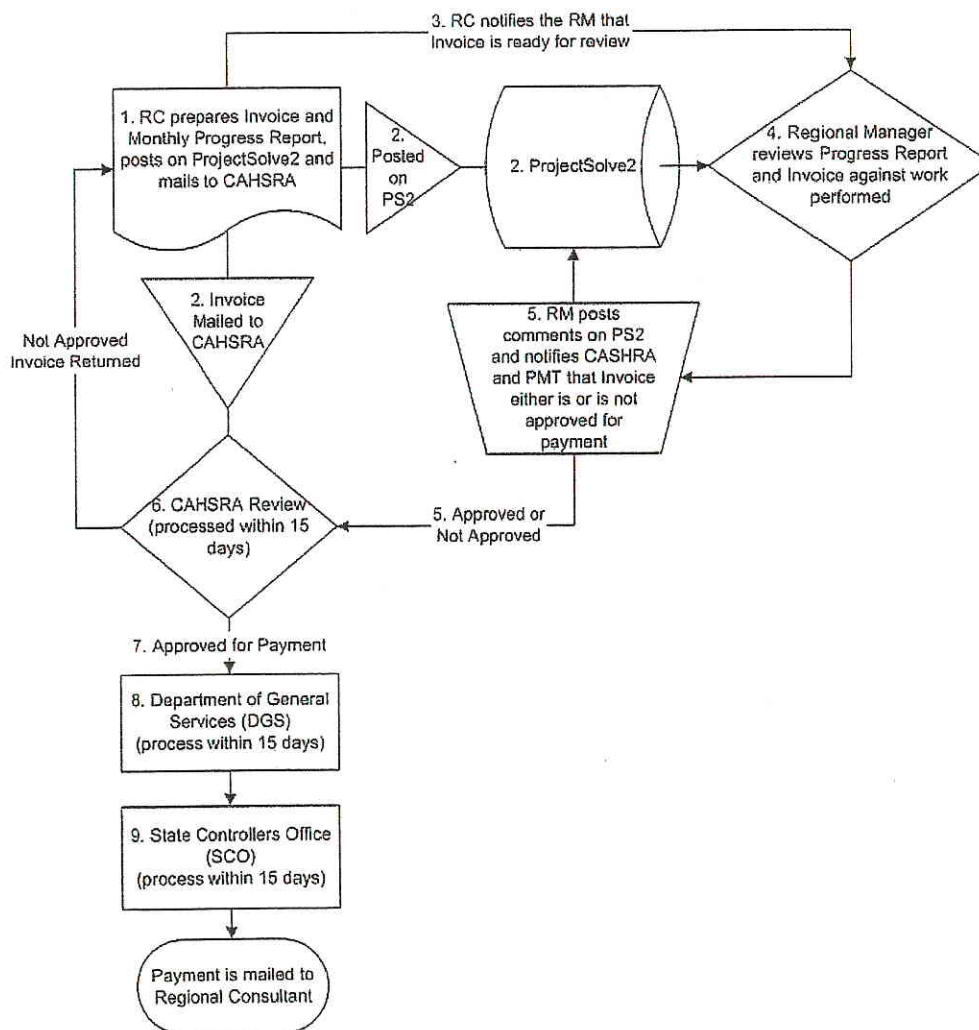 3. RC notifies the RM that
Invoice is ready for review
1. RC prepares Invoice and
Monthly Progress Report,
posts on ProjectSolve2 and
mails to CAHSRA
2.
Posted
on
PS2
2. ProjectSolve2
4. Regional Manager
reviews Progress Report
and Invoice against work
performed
2. Invoice
Mailed to
CAHSRA
Not Approved
Invoice Returned
5. RM posts
comments on PS2
and notifies CASHRA
and PMT that Invoice
either is or is not
approved for
payment
6. CAHSRA Review
(processed within 15
days)
5. Approved or
Not Approved
7. Approved for Payment
8. Department of General
Services (DGS)
(process within 15 days)
9. State Controllers Office
(SCO)
(process within 15 days)
Payment is mailed to
Regional Consultant